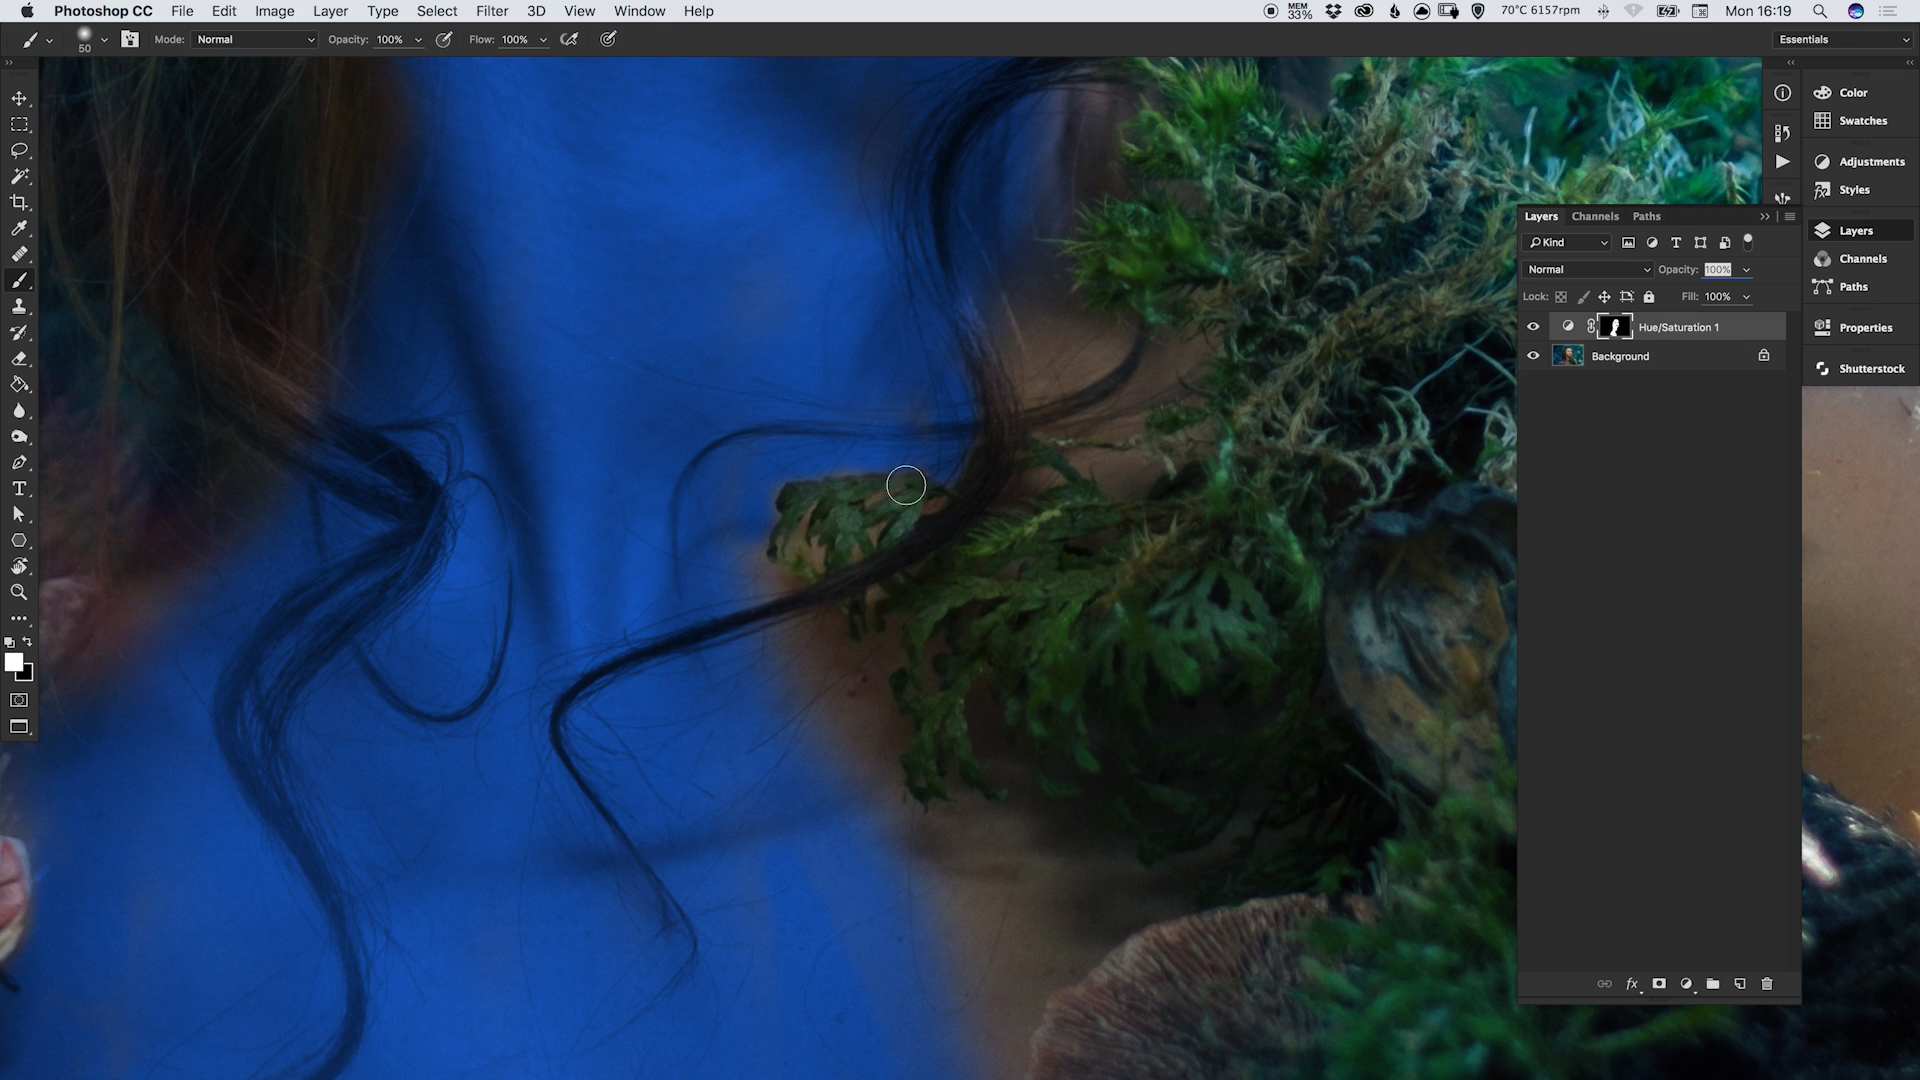 Photoshop CC File Edit Image Layer Type Select Filter 3D View Window Help MEM 33% 70°C 6157rpm Mon 16:19
50 Mode: Normal Opacity: 100% Flow: 100% Essentials
Color
Swatches
Adjustments
Styles
Layers
Channels
Paths
Properties
Shutterstock
Layers Channels Paths
Kind
Normal Opacity: 100%
Lock: Fill: 100%
Hue/Saturation 1
Background
fx